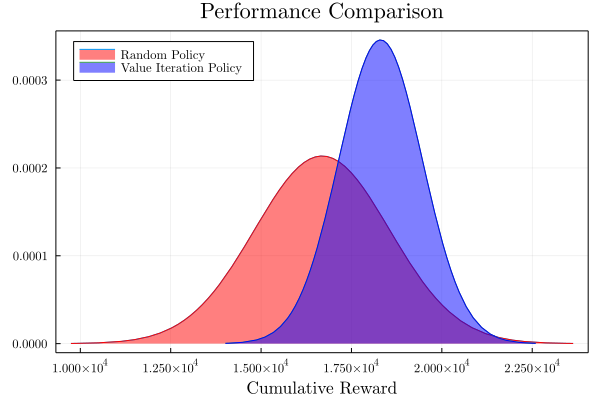 Performance Comparison
Random Policy
Value Iteration Policy
0.0003
0.0002
0.0001
0.0000
1.000×10⁴ 1.250×10⁴ 1.500×10⁴ 1.750×10⁴ 2.000×10⁴ 2.250×10⁴
Cumulative Reward